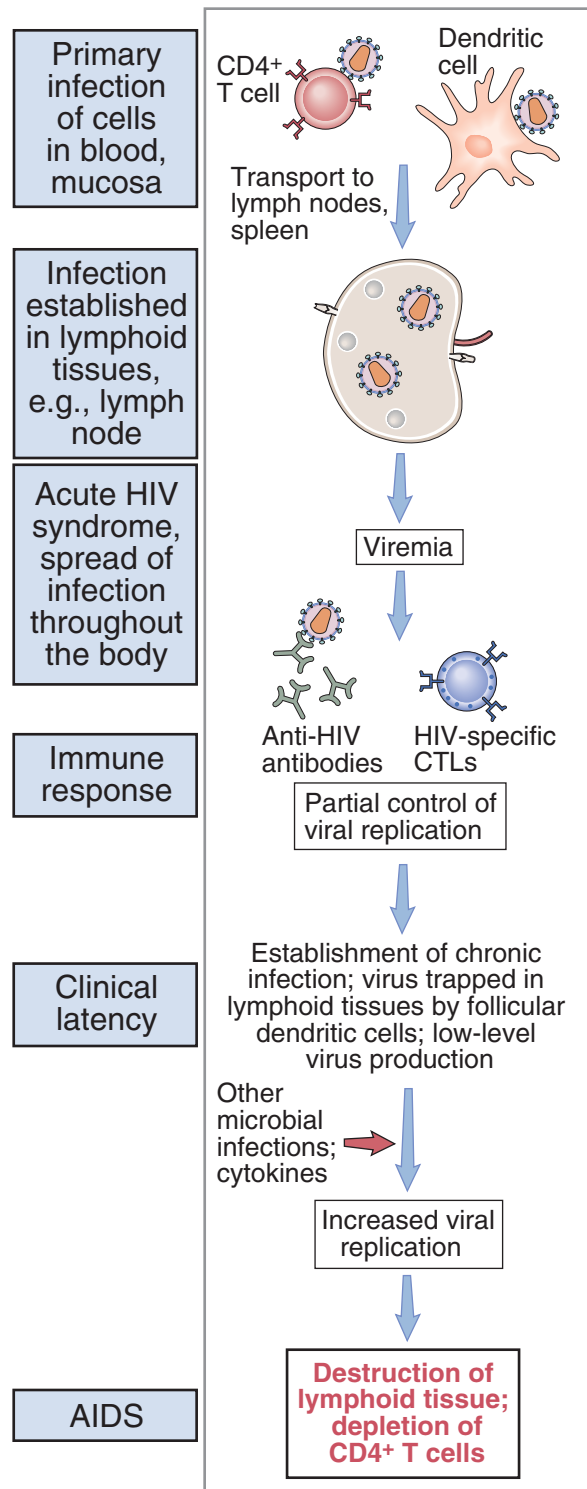 Primary
infection
of cells
in blood,
mucosa
CD4+
T cell
Dendritic
cell
Transport to
lymph nodes,
spleen
Infection
established
in lymphoid
tissues,
e.g., lymph
node
Acute HIV
syndrome,
spread of
infection
throughout
the body
Viremia
Immune
response
Anti-HIV
antibodies
HIV-specific
CTLs
Partial control of
viral replication
Clinical
latency
Establishment of chronic
infection; virus trapped in
lymphoid tissues by follicular
dendritic cells; low-level
virus production
Other
microbial
infections;
cytokines
Increased viral
replication
AIDS
Destruction of
lymphoid tissue;
depletion of
CD4+ T cells